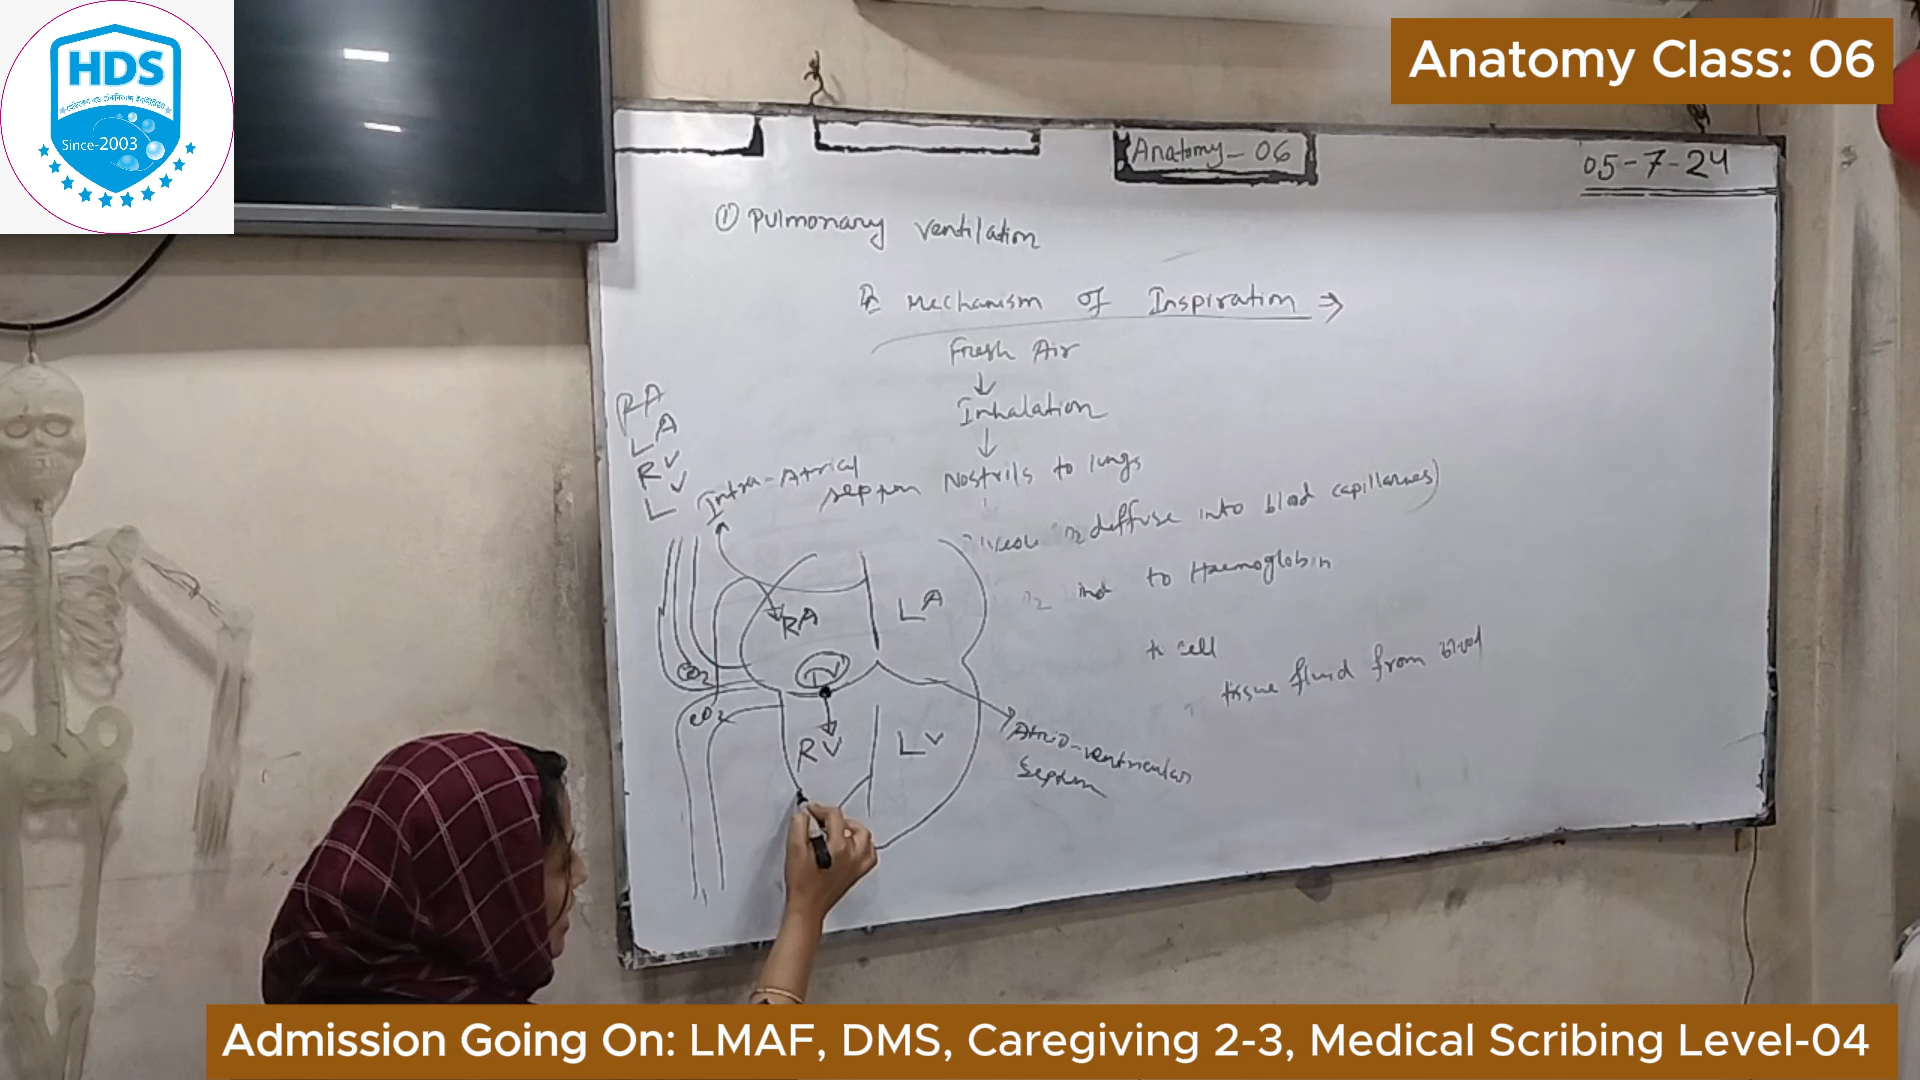 HDS
Since-2003
Anatomy Class: 06
Anatomy - 06
05-7-24
① Pulmonary ventilation
Mechanism of Inspiration ⇒
Fresh Air
↓
Inhalation
↓
Nostrils to lungs
diffuse into blood capillaries)
to Haemoglobin
to cell
tissue fluid from blood
RA
LA
RV
LV
Intra-Atrial
septum
RA
LA
TV
CO2
CO2
RV
LV
Atrio-ventricular
Septum
Admission Going On: LMAF, DMS, Caregiving 2-3, Medical Scribing Level-04